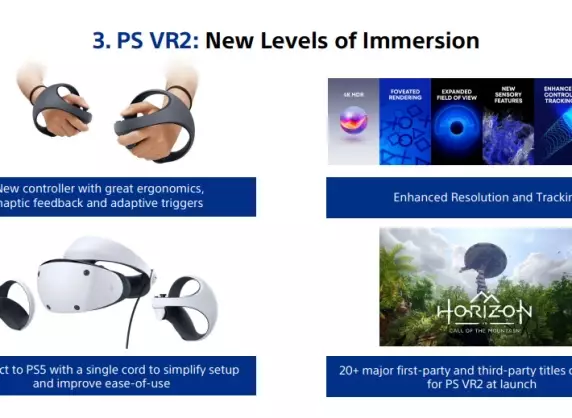 3. PS VR2: New Levels of Immersion
4K HDR
FOVEATED
RENDERING
EXPANDED
FIELD OF VIEW
NEW
SENSORY
FEATURES
ENHANCE
CONTROL
TRACKING
New controller with great ergonomics,
haptic feedback and adaptive triggers
Enhanced Resolution and Trackin
HORIZON
CALL OF THE MOUNTAIN
ct to PS5 with a single cord to simplify setup
and improve ease-of-use
20+ major first-party and third-party titles
for PS VR2 at launch